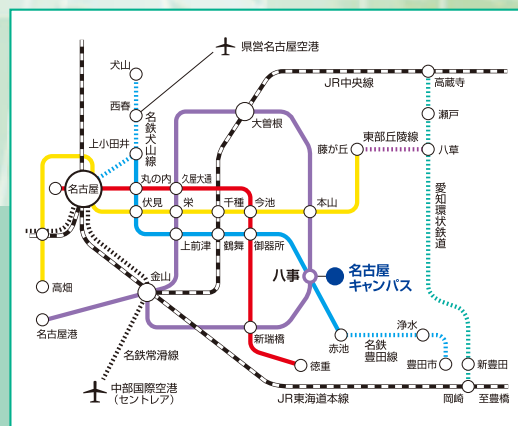 県営名古屋空港
犬山
JR中央線
高蔵寺
西春
名鉄犬山線
大曽根
瀬戸
上小田井
藤が丘
東部丘陵線
八草
丸の内
久屋大通
名古屋
伏見
栄
千種
今池
本山
愛知環状鉄道
上前津
鶴舞
御器所
金山
八事
名古屋
キャンパス
高畑
名古屋港
浄水
新瑞橋
赤池
名鉄
豊田線
名鉄常滑線
徳重
豊田市
新豊田
中部国際空港
(セントレア)
JR東海道本線
岡崎
至豊橋